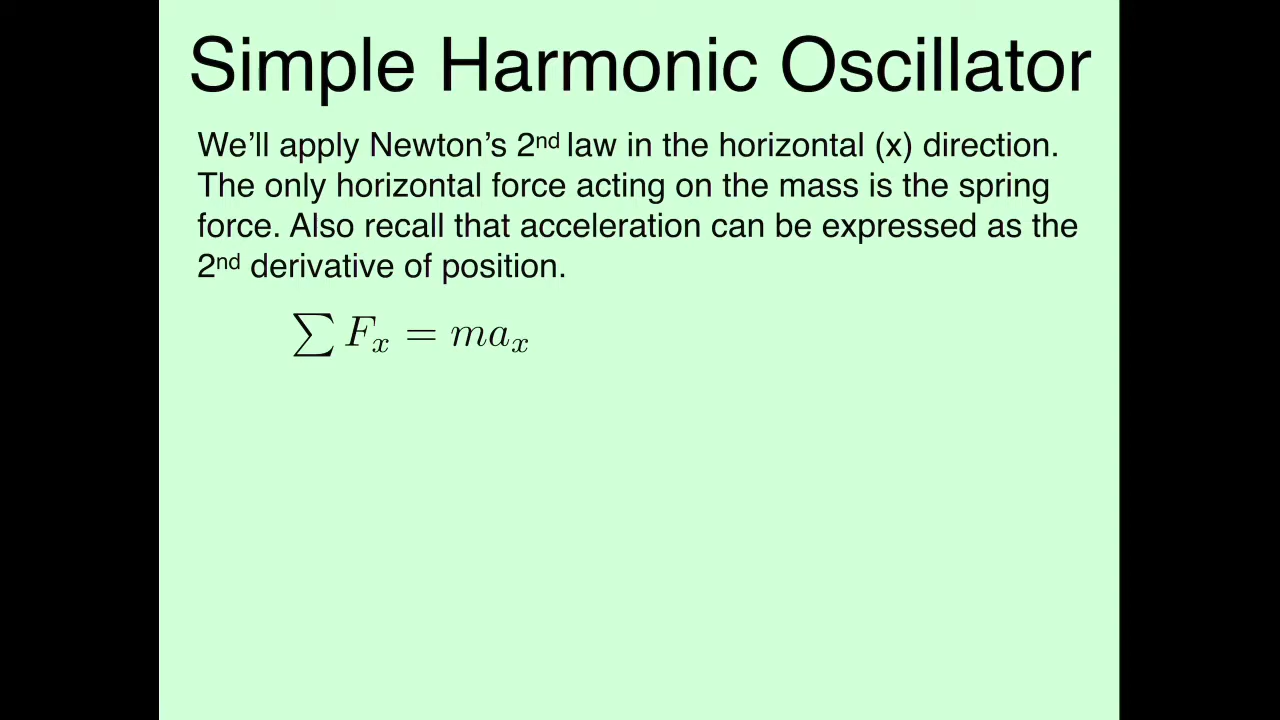 Simple Harmonic Oscillator
We’ll apply Newton’s 2nd law in the horizontal (x) direction.
The only horizontal force acting on the mass is the spring
force. Also recall that acceleration can be expressed as the
2nd derivative of position.
∑ Fₓ = maₓ